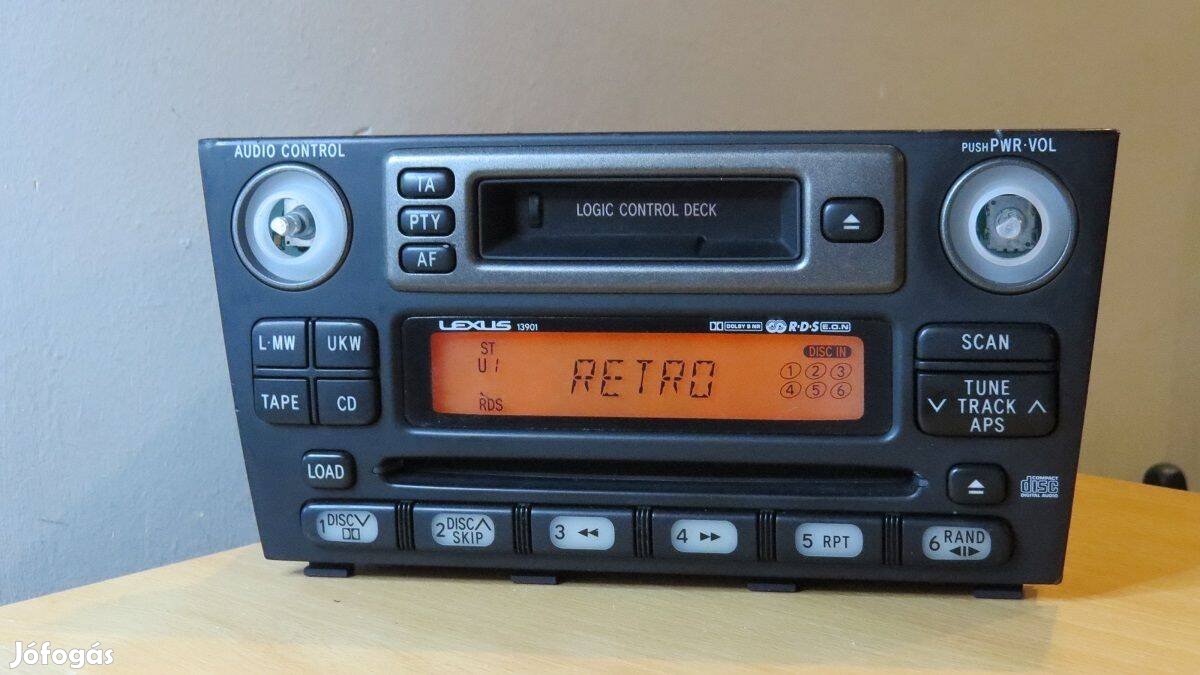 AUDIO CONTROL
PUSH PWR·VOL
TA
PTY
AF
LOGIC CONTROL DECK
LEXUS 13901
DOLBY B NR R·D·S E.O.N
L·MW
UKW
TAPE
CD
ST
U1
RDS
RETRO
DISC IN
1 2 3
4 5 6
SCAN
TUNE
TRACK
APS
LOAD
COMPACT
disc
DIGITAL AUDIO
1 DISC
2 DISC
SKIP
3
4
5 RPT
6 RAND
Jófogás